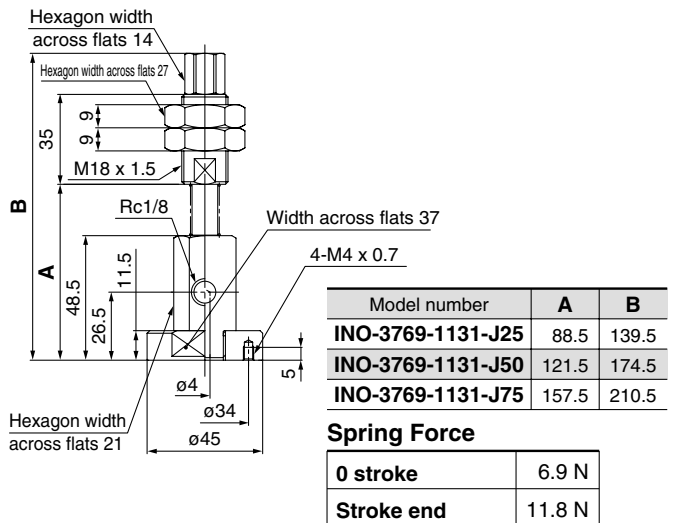 Hexagon width
across flats 14
Hexagon width across flats 27
B
35
9
9
M18 x 1.5
Rc1/8
Width across flats 37
4-M4 x 0.7
A
48.5
26.5
11.5
5
ø4
ø34
ø45
Hexagon width
across flats 21
Model number A B
INO-3769-1131-J25 88.5 139.5
INO-3769-1131-J50 121.5 174.5
INO-3769-1131-J75 157.5 210.5
Spring Force
0 stroke 6.9 N
Stroke end 11.8 N